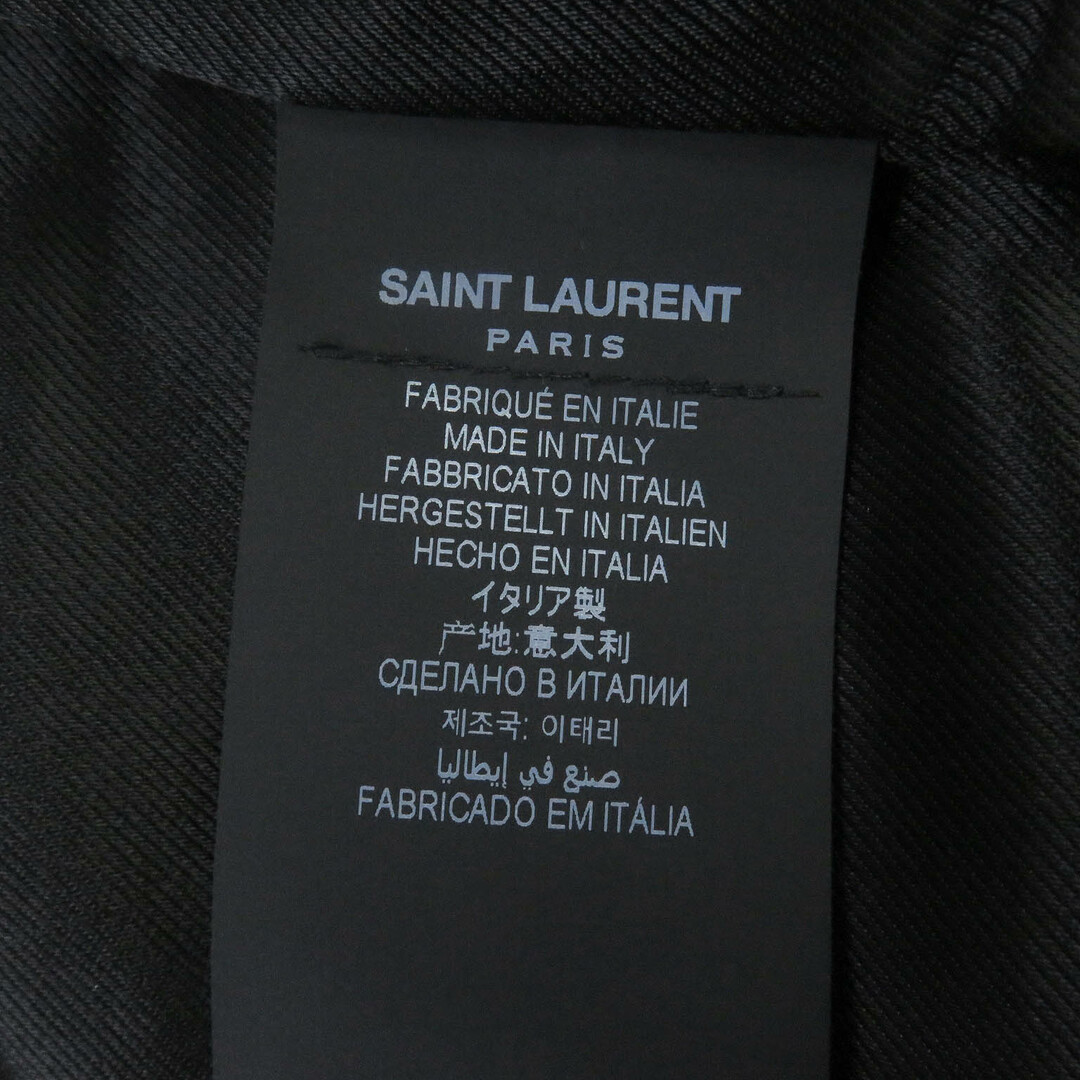 SAINT LAURENT
PARIS
FABRIQUÉ EN ITALIE
MADE IN ITALY
FABBRICATO IN ITALIA
HERGESTELLT IN ITALIEN
HECHO EN ITALIA
イタリア製
产地:意大利
СДЕЛАНО В ИТАЛИИ
제조국: 이태리
صنع في إيطاليا
FABRICADO EM ITÁLIA